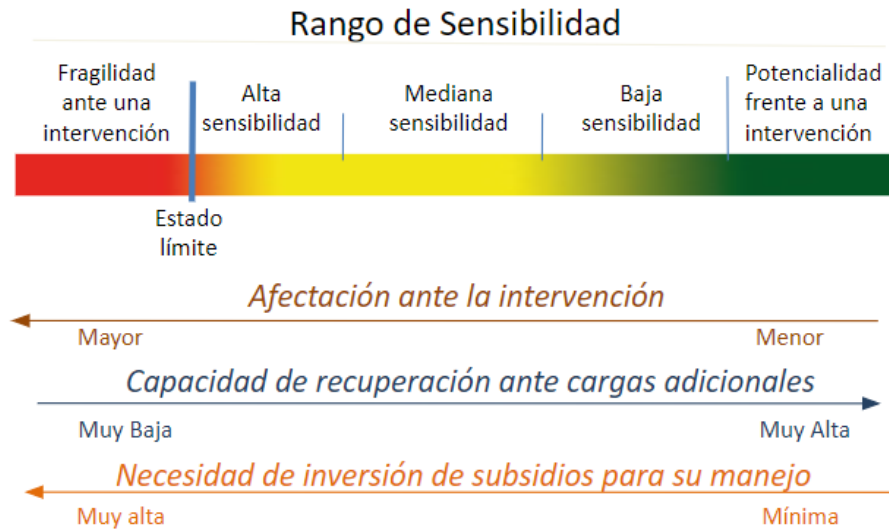 Rango de Sensibilidad
Fragilidad
ante una
intervención
Alta
sensibilidad
Mediana
sensibilidad
Baja
sensibilidad
Potencialidad
frente a una
intervención
Estado
límite
Afectación ante la intervención
Mayor
Menor
Capacidad de recuperación ante cargas adicionales
Muy Baja
Muy Alta
Necesidad de inversión de subsidios para su manejo
Muy alta
Mínima